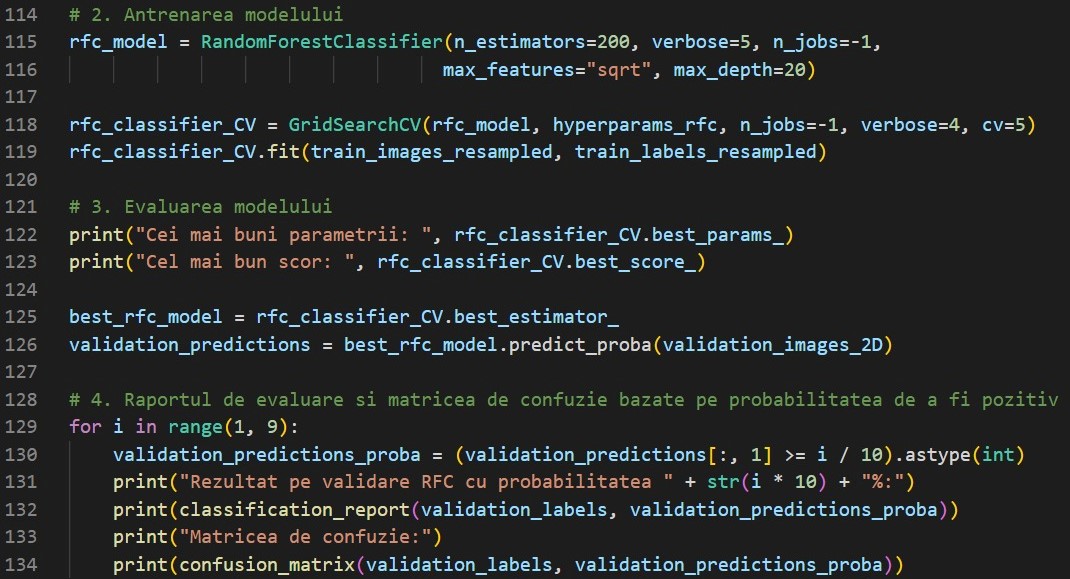 114 # 2. Antrenarea modelului
115 rfc_model = RandomForestClassifier(n_estimators=200, verbose=5, n_jobs=-1,
116                                   max_features="sqrt", max_depth=20)
117
118 rfc_classifier_CV = GridSearchCV(rfc_model, hyperparams_rfc, n_jobs=-1, verbose=4, cv=5)
119 rfc_classifier_CV.fit(train_images_resampled, train_labels_resampled)
120
121 # 3. Evaluarea modelului
122 print("Cei mai buni parametrii: ", rfc_classifier_CV.best_params_)
123 print("Cel mai bun scor: ", rfc_classifier_CV.best_score_)
124
125 best_rfc_model = rfc_classifier_CV.best_estimator_
126 validation_predictions = best_rfc_model.predict_proba(validation_images_2D)
127
128 # 4. Raportul de evaluare si matricea de confuzie bazate pe probabilitatea de a fi pozitiv
129 for i in range(1, 9):
130     validation_predictions_proba = (validation_predictions[:, 1] >= i / 10).astype(int)
131     print("Rezultat pe validare RFC cu probabilitatea " + str(i * 10) + "%:")
132     print(classification_report(validation_labels, validation_predictions_proba))
133     print("Matricea de confuzie:")
134     print(confusion_matrix(validation_labels, validation_predictions_proba))